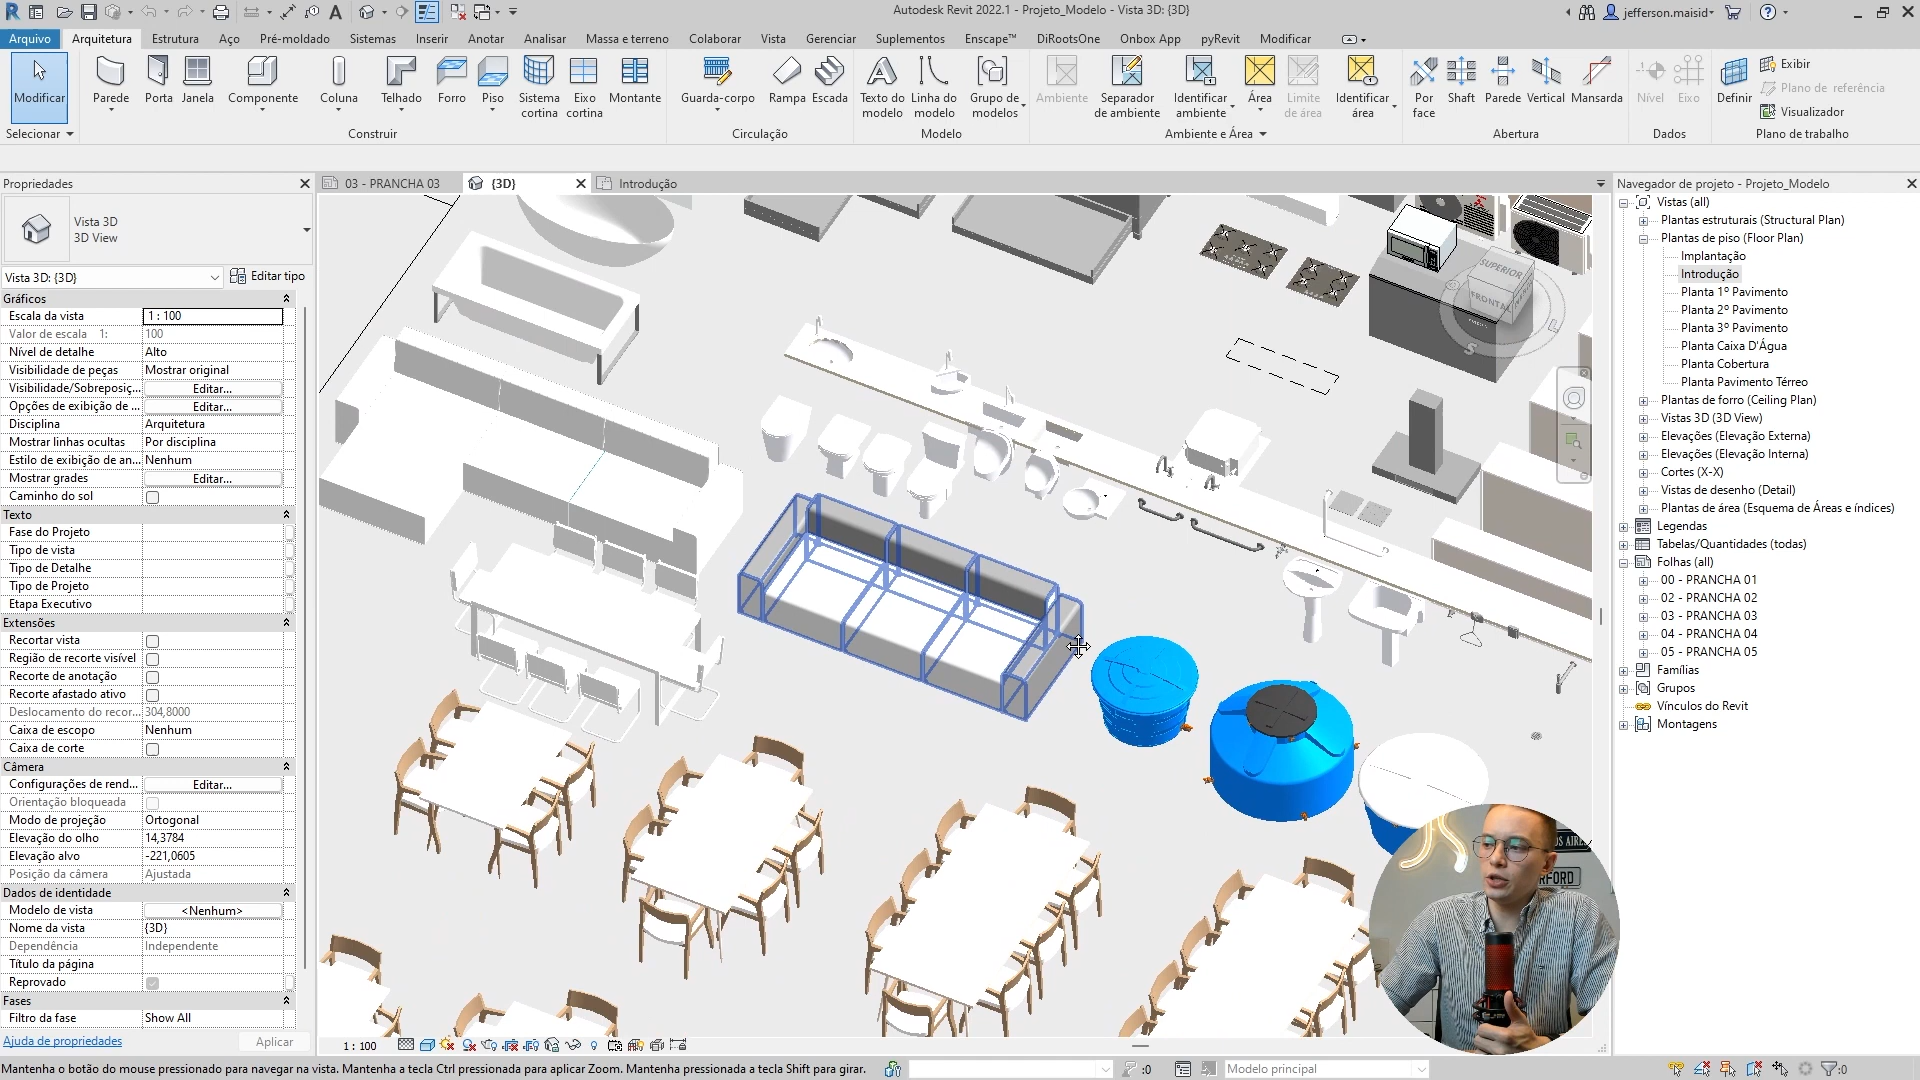 Autodesk Revit 2022.1 - Projeto_Modelo - Vista 3D: {3D}
jefferson.maisid
Arquivo
Arquitetura
Estrutura
Aço
Pré-moldado
Sistemas
Inserir
Anotar
Analisar
Massa e terreno
Colaborar
Vista
Gerenciar
Suplementos
Enscape™
DiRootsOne
Onbox App
pyRevit
Modificar
Modificar
Parede
Porta
Janela
Componente
Coluna
Telhado
Forro
Piso
Sistema cortina
Eixo cortina
Montante
Guarda-corpo
Rampa
Escada
Texto do modelo
Linha do modelo
Grupo de modelos
Ambiente
Separador de ambiente
Identificar ambiente
Área
Limite de área
Identificar área
Por face
Shaft
Parede
Vertical
Mansarda
Nível
Eixo
Definir
Exibir
Plano de referência
Visualizador
Selecionar
Construir
Circulação
Modelo
Ambiente e Área
Abertura
Dados
Plano de trabalho
Propriedades
Vista 3D
3D View
Vista 3D: {3D}
Editar tipo
Gráficos
Escala da vista 1 : 100
Valor de escala 1: 100
Nível de detalhe Alto
Visibilidade de peças Mostrar original
Visibilidade/Sobreposiç... Editar...
Opções de exibição de ... Editar...
Disciplina Arquitetura
Mostrar linhas ocultas Por disciplina
Estilo de exibição de an... Nenhum
Mostrar grades Editar...
Caminho do sol
Texto
Fase do Projeto
Tipo de vista
Tipo de Detalhe
Tipo de Projeto
Etapa Executivo
Extensões
Recortar vista
Região de recorte visível
Recorte de anotação
Recorte afastado ativo
Deslocamento do recor... 304,8000
Caixa de escopo Nenhum
Caixa de corte
Câmera
Configurações de rend... Editar...
Orientação bloqueada
Modo de projeção Ortogonal
Elevação do olho 14,3784
Elevação alvo -221,0605
Posição da câmera Ajustada
Dados de identidade
Modelo de vista <Nenhum>
Nome da vista {3D}
Dependência Independente
Título da página
Reprovado
Fases
Filtro da fase Show All
Ajuda de propriedades
Aplicar
03 - PRANCHA 03
{3D}
Introdução
SUPERIOR
FRONTAL
S
RFORD
1 : 100
Navegador de projeto - Projeto_Modelo
Vistas (all)
Plantas estruturais (Structural Plan)
Plantas de piso (Floor Plan)
Implantação
Introdução
Planta 1º Pavimento
Planta 2º Pavimento
Planta 3º Pavimento
Planta Caixa D'Água
Planta Cobertura
Planta Pavimento Térreo
Plantas de forro (Ceiling Plan)
Vistas 3D (3D View)
Elevações (Elevação Externa)
Elevações (Elevação Interna)
Cortes (X-X)
Vistas de desenho (Detail)
Plantas de área (Esquema de Áreas e índices)
Legendas
Tabelas/Quantidades (todas)
Folhas (all)
00 - PRANCHA 01
02 - PRANCHA 02
03 - PRANCHA 03
04 - PRANCHA 04
05 - PRANCHA 05
Famílias
Grupos
Vínculos do Revit
Montagens
Mantenha o botão do mouse pressionado para navegar na vista. Mantenha a tecla Ctrl pressionada para aplicar Zoom. Mantenha pressionada a tecla Shift para girar.
:0
Modelo principal
:0